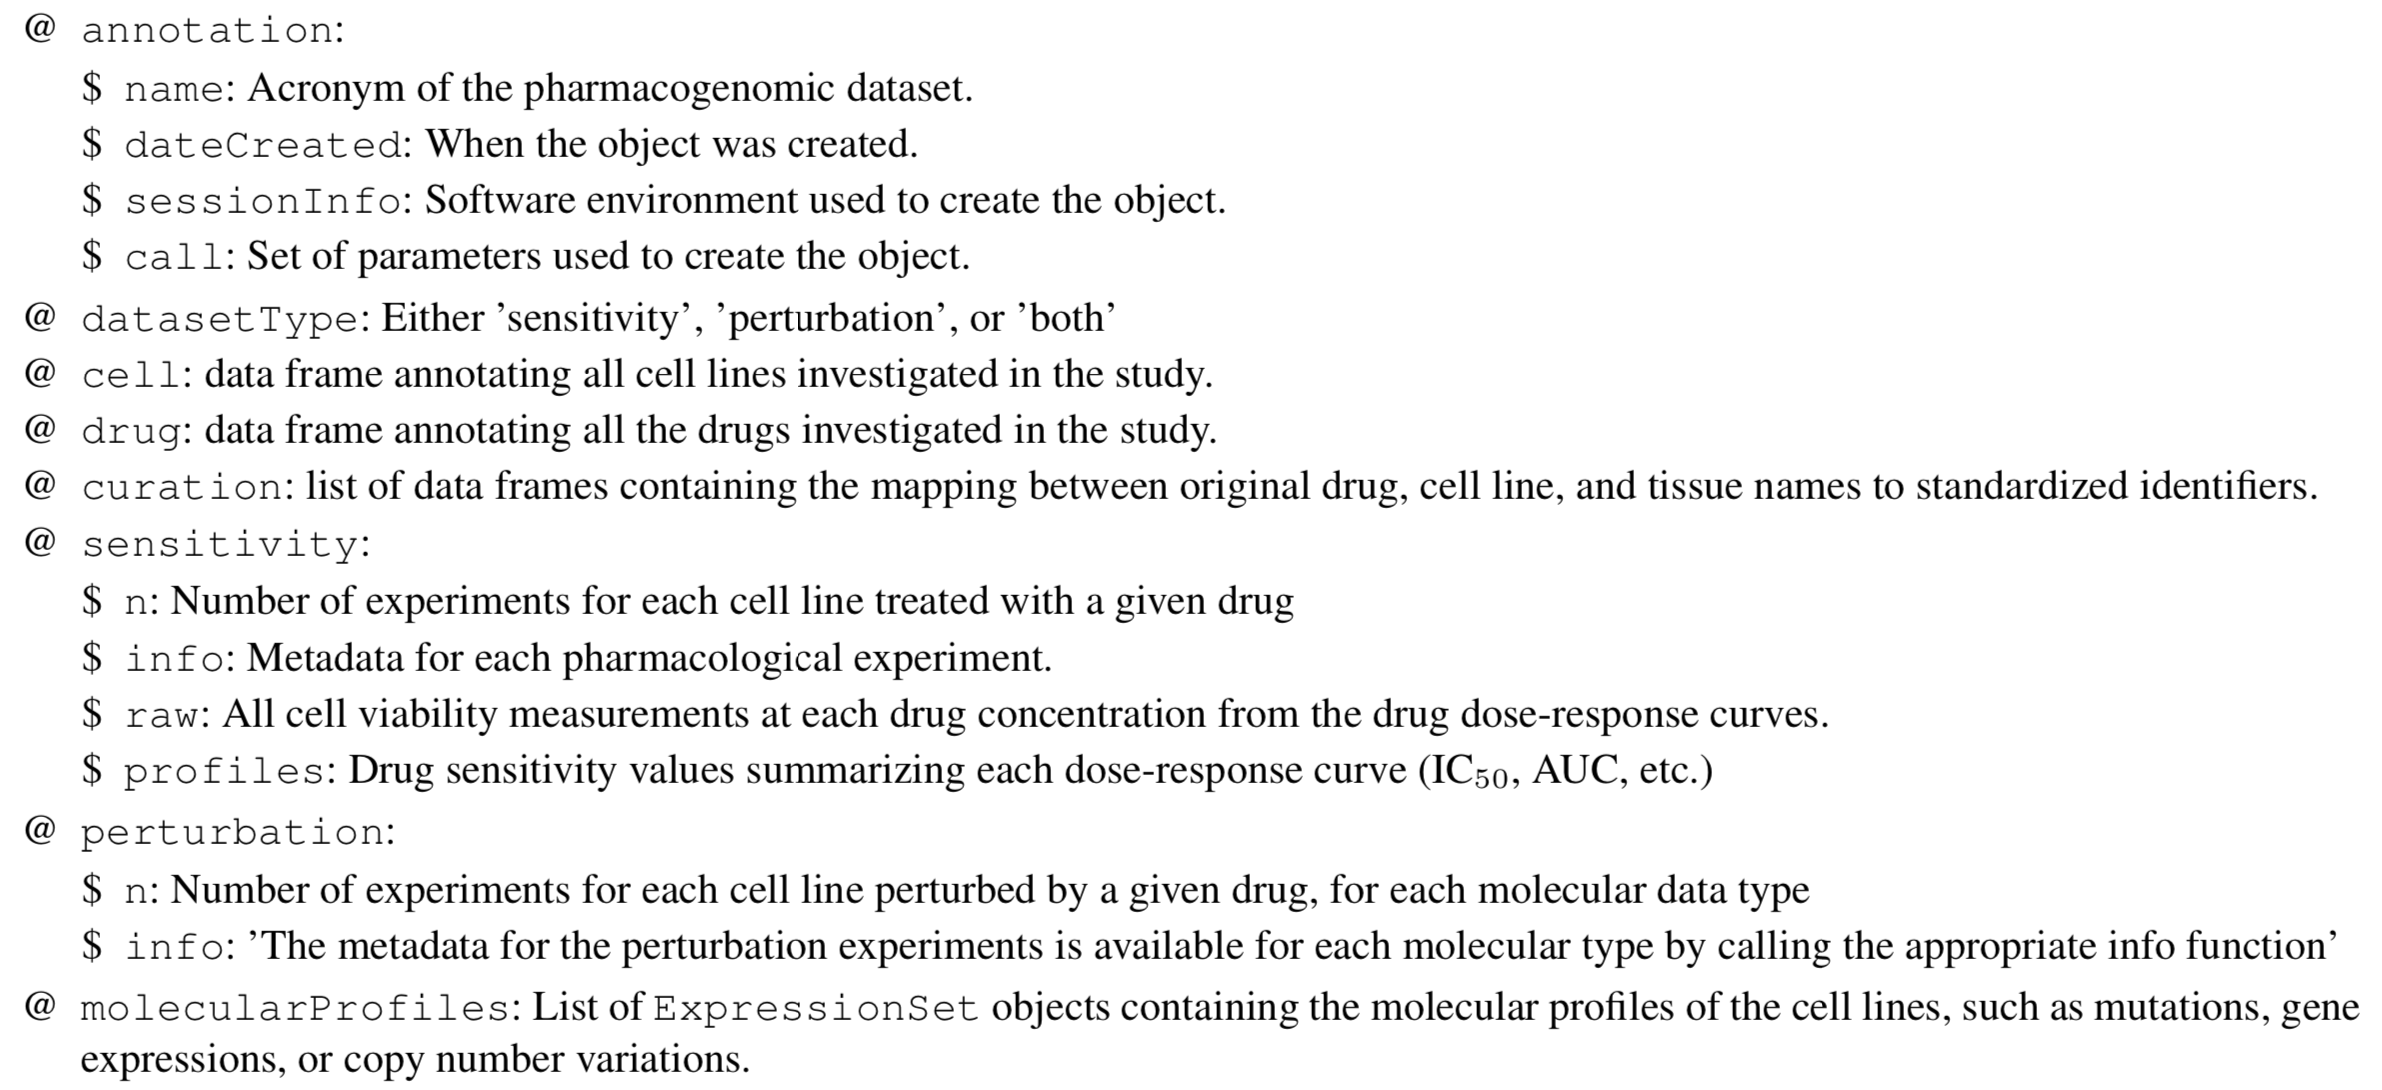 @ annotation:
$ name: Acronym of the pharmacogenomic dataset.
$ dateCreated: When the object was created.
$ sessionInfo: Software environment used to create the object.
$ call: Set of parameters used to create the object.
@ datasetType: Either ’sensitivity’, ’perturbation’, or ’both’
@ cell: data frame annotating all cell lines investigated in the study.
@ drug: data frame annotating all the drugs investigated in the study.
@ curation: list of data frames containing the mapping between original drug, cell line, and tissue names to standardized identifiers.
@ sensitivity:
$ n: Number of experiments for each cell line treated with a given drug
$ info: Metadata for each pharmacological experiment.
$ raw: All cell viability measurements at each drug concentration from the drug dose-response curves.
$ profiles: Drug sensitivity values summarizing each dose-response curve (IC₅₀, AUC, etc.)
@ perturbation:
$ n: Number of experiments for each cell line perturbed by a given drug, for each molecular data type
$ info: ’The metadata for the perturbation experiments is available for each molecular type by calling the appropriate info function’
@ molecularProfiles: List of ExpressionSet objects containing the molecular profiles of the cell lines, such as mutations, gene
expressions, or copy number variations.